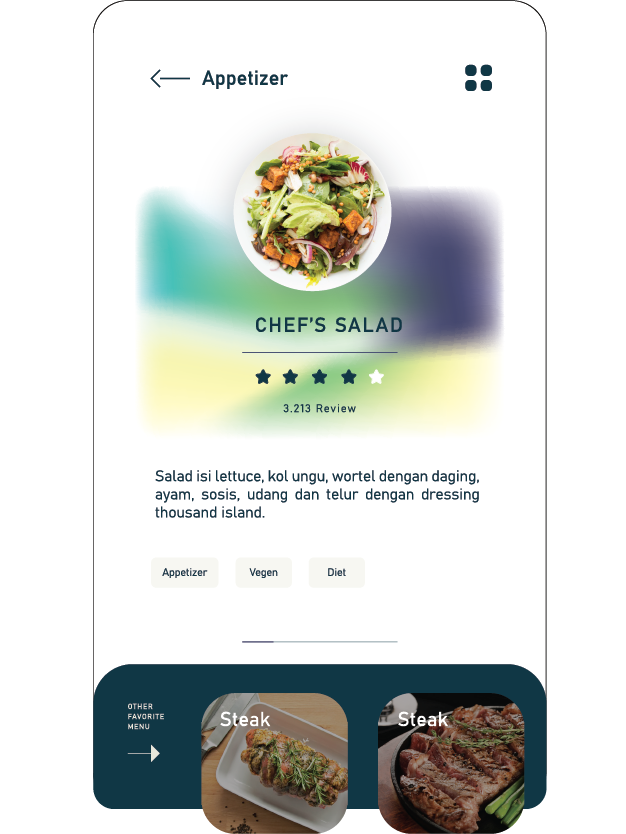 Appetizer
CHEF'S SALAD
3.213 Review
Salad isi lettuce, kol ungu, wortel dengan daging,
ayam, sosis, udang dan telur dengan dressing
thousand island.
Appetizer Vegen Diet
OTHER
FAVORITE
MENU
Steak Steak